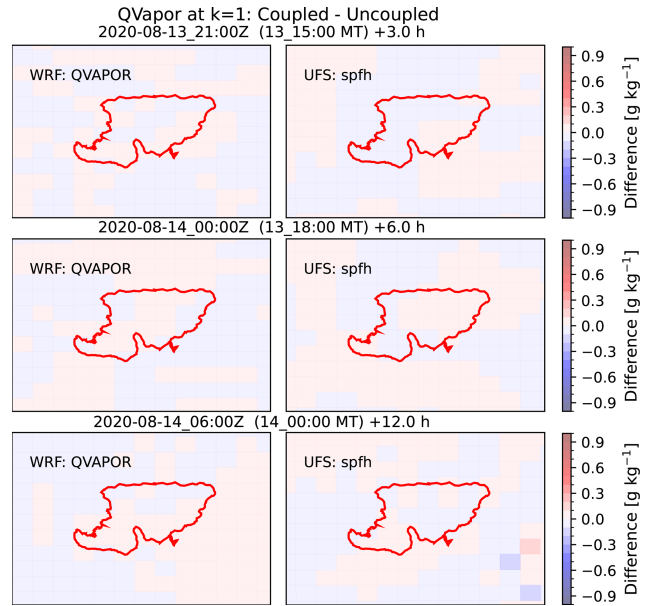 QVapor at k=1: Coupled - Uncoupled
2020-08-13_21:00Z  (13_15:00 MT) +3.0 h
WRF: QVAPOR
UFS: spfh
0.9
0.6
0.3
0.0
−0.3
−0.6
−0.9
Difference [g kg⁻¹]
2020-08-14_00:00Z  (13_18:00 MT) +6.0 h
WRF: QVAPOR
UFS: spfh
0.9
0.6
0.3
0.0
−0.3
−0.6
−0.9
Difference [g kg⁻¹]
2020-08-14_06:00Z  (14_00:00 MT) +12.0 h
WRF: QVAPOR
UFS: spfh
0.9
0.6
0.3
0.0
−0.3
−0.6
−0.9
Difference [g kg⁻¹]